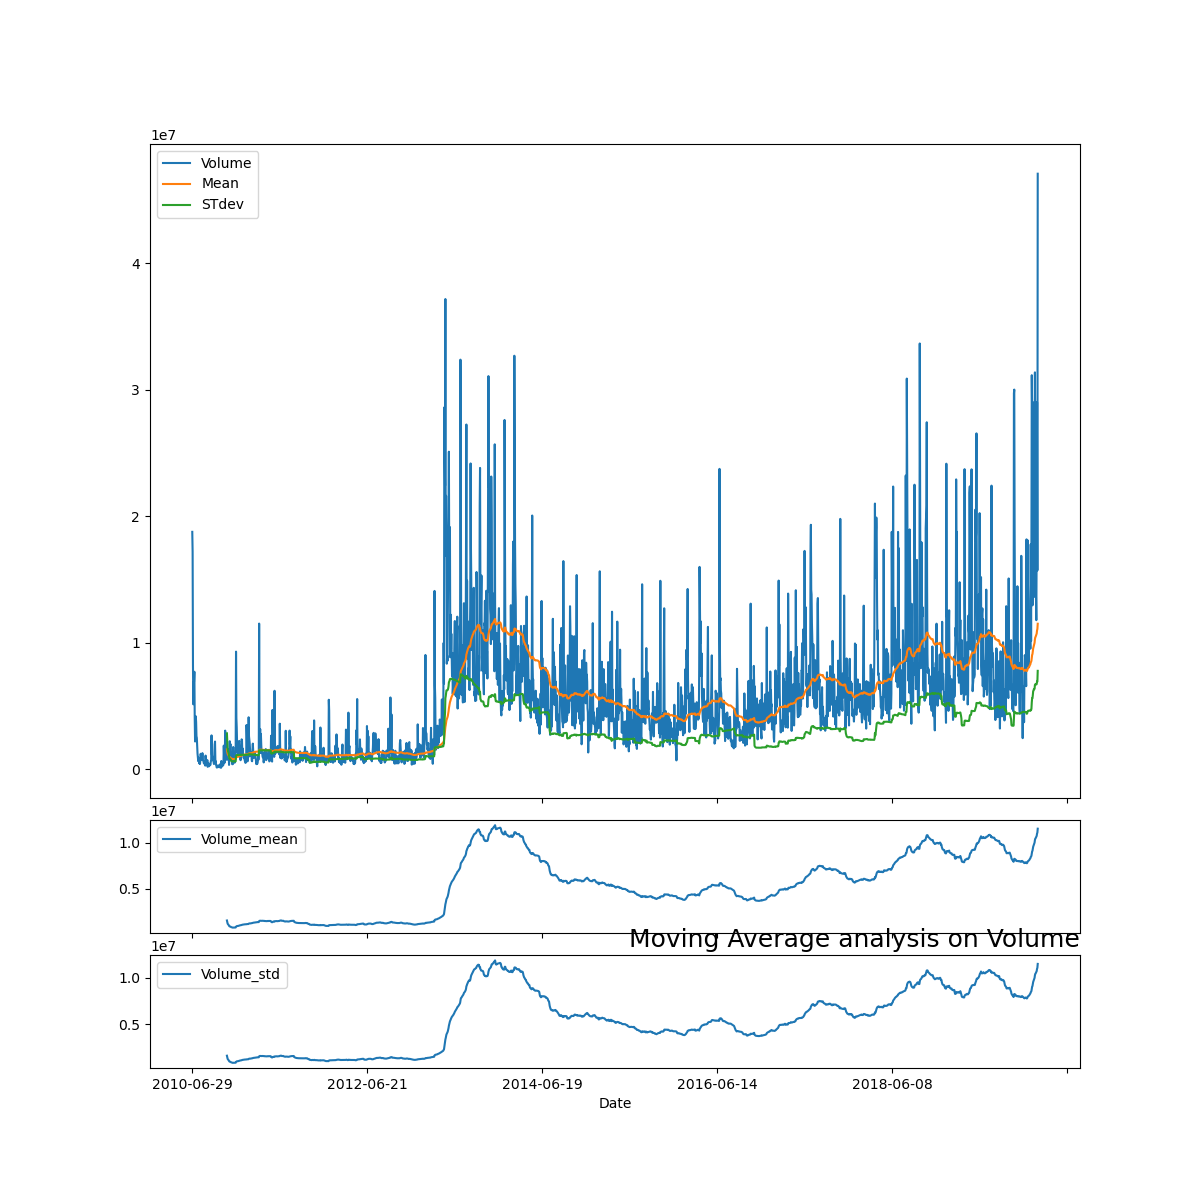 1e7
Volume
Mean
STdev
4
3
2
1
0
1e7
Volume_mean
1.0
0.5
Moving Average analysis on Volume
1e7
Volume_std
1.0
0.5
2010-06-29 2012-06-21 2014-06-19 2016-06-14 2018-06-08
Date